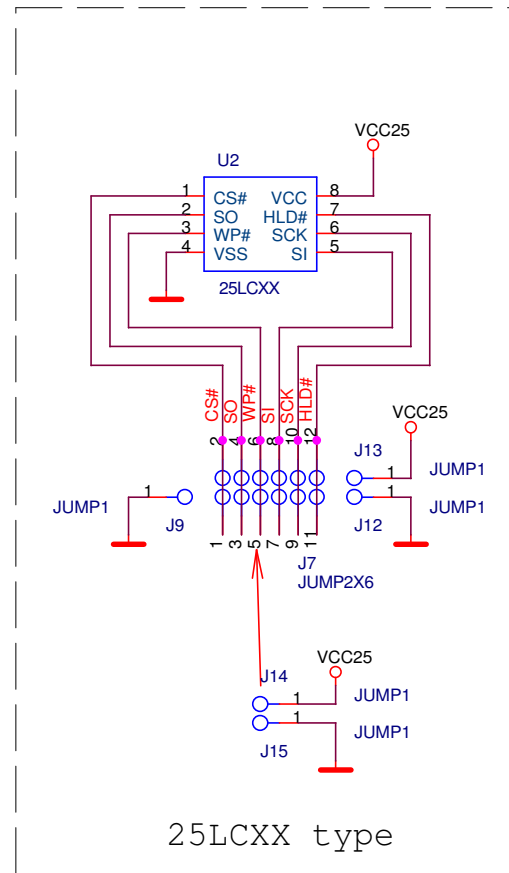 VCC25
U2
1 CS# VCC 8
2 SO HLD# 7
3 WP# SCK 6
4 VSS SI 5
25LCXX
CS# SO WP# SI SCK HLD#
VCC25
2 4 6 8 10 12
J13
1 JUMP1
JUMP1 1 1 JUMP1
J9 J12
1 3 5 7 9 11
J7
JUMP2X6
VCC25
J14
1 JUMP1
1 JUMP1
J15
25LCXX type